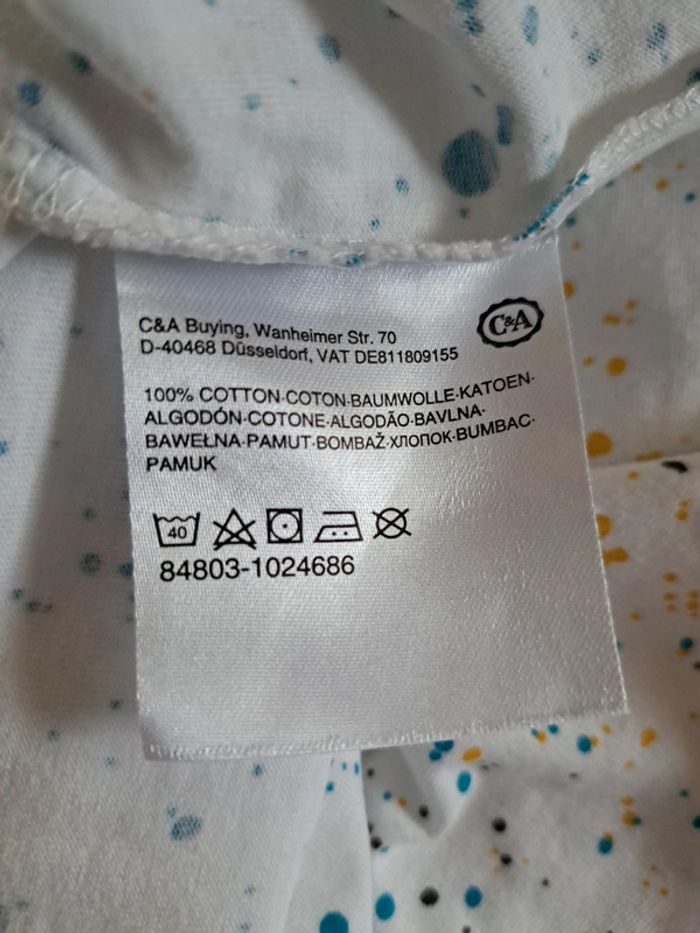 C&A
C&A Buying, Wanheimer Str. 70
D-40468 Düsseldorf, VAT DE811809155
100% COTTON·COTON·BAUMWOLLE·KATOEN·
ALGODÓN·COTONE·ALGODÃO·BAVLNA·
BAWEŁNA·PAMUT·BOMBAŽ·ХЛОПОК·BUMBAC·
PAMUK
40
84803-1024686